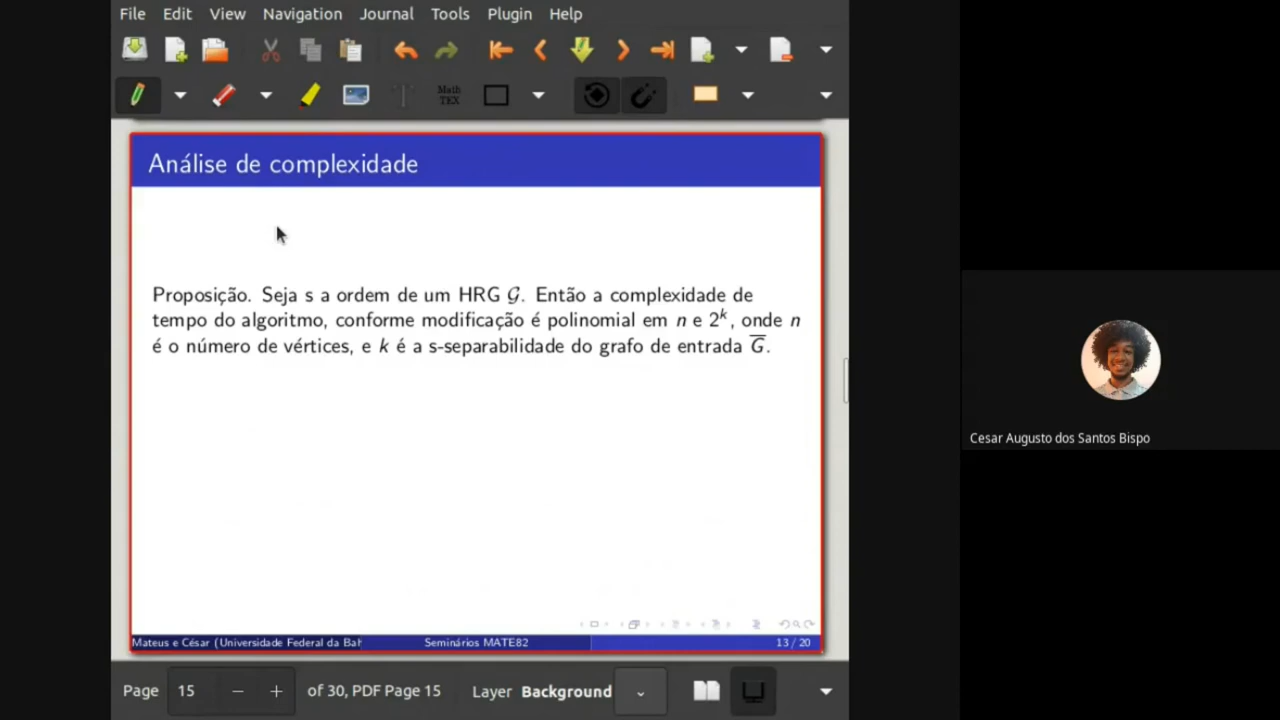 File Edit View Navigation Journal Tools Plugin Help
Math
TEX
Análise de complexidade
Proposição. Seja s a ordem de um HRG 𝒢. Então a complexidade de
tempo do algoritmo, conforme modificação é polinomial em n e 2^k, onde n
é o número de vértices, e k é a s-separabilidade do grafo de entrada G̅.
Mateus e César (Universidade Federal da Bah Seminários MATE82 13 / 20
Page 15 of 30, PDF Page 15 Layer Background
Cesar Augusto dos Santos Bispo